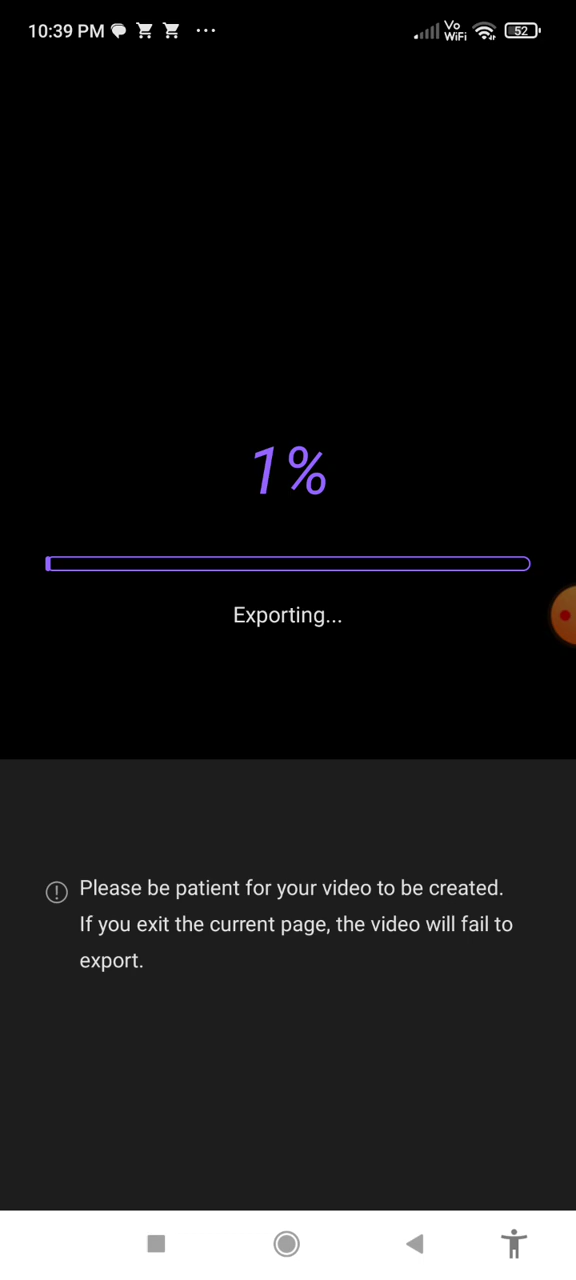 10:39 PM
Vo
WiFi
52
1%
Exporting...
Please be patient for your video to be created.
If you exit the current page, the video will fail to
export.